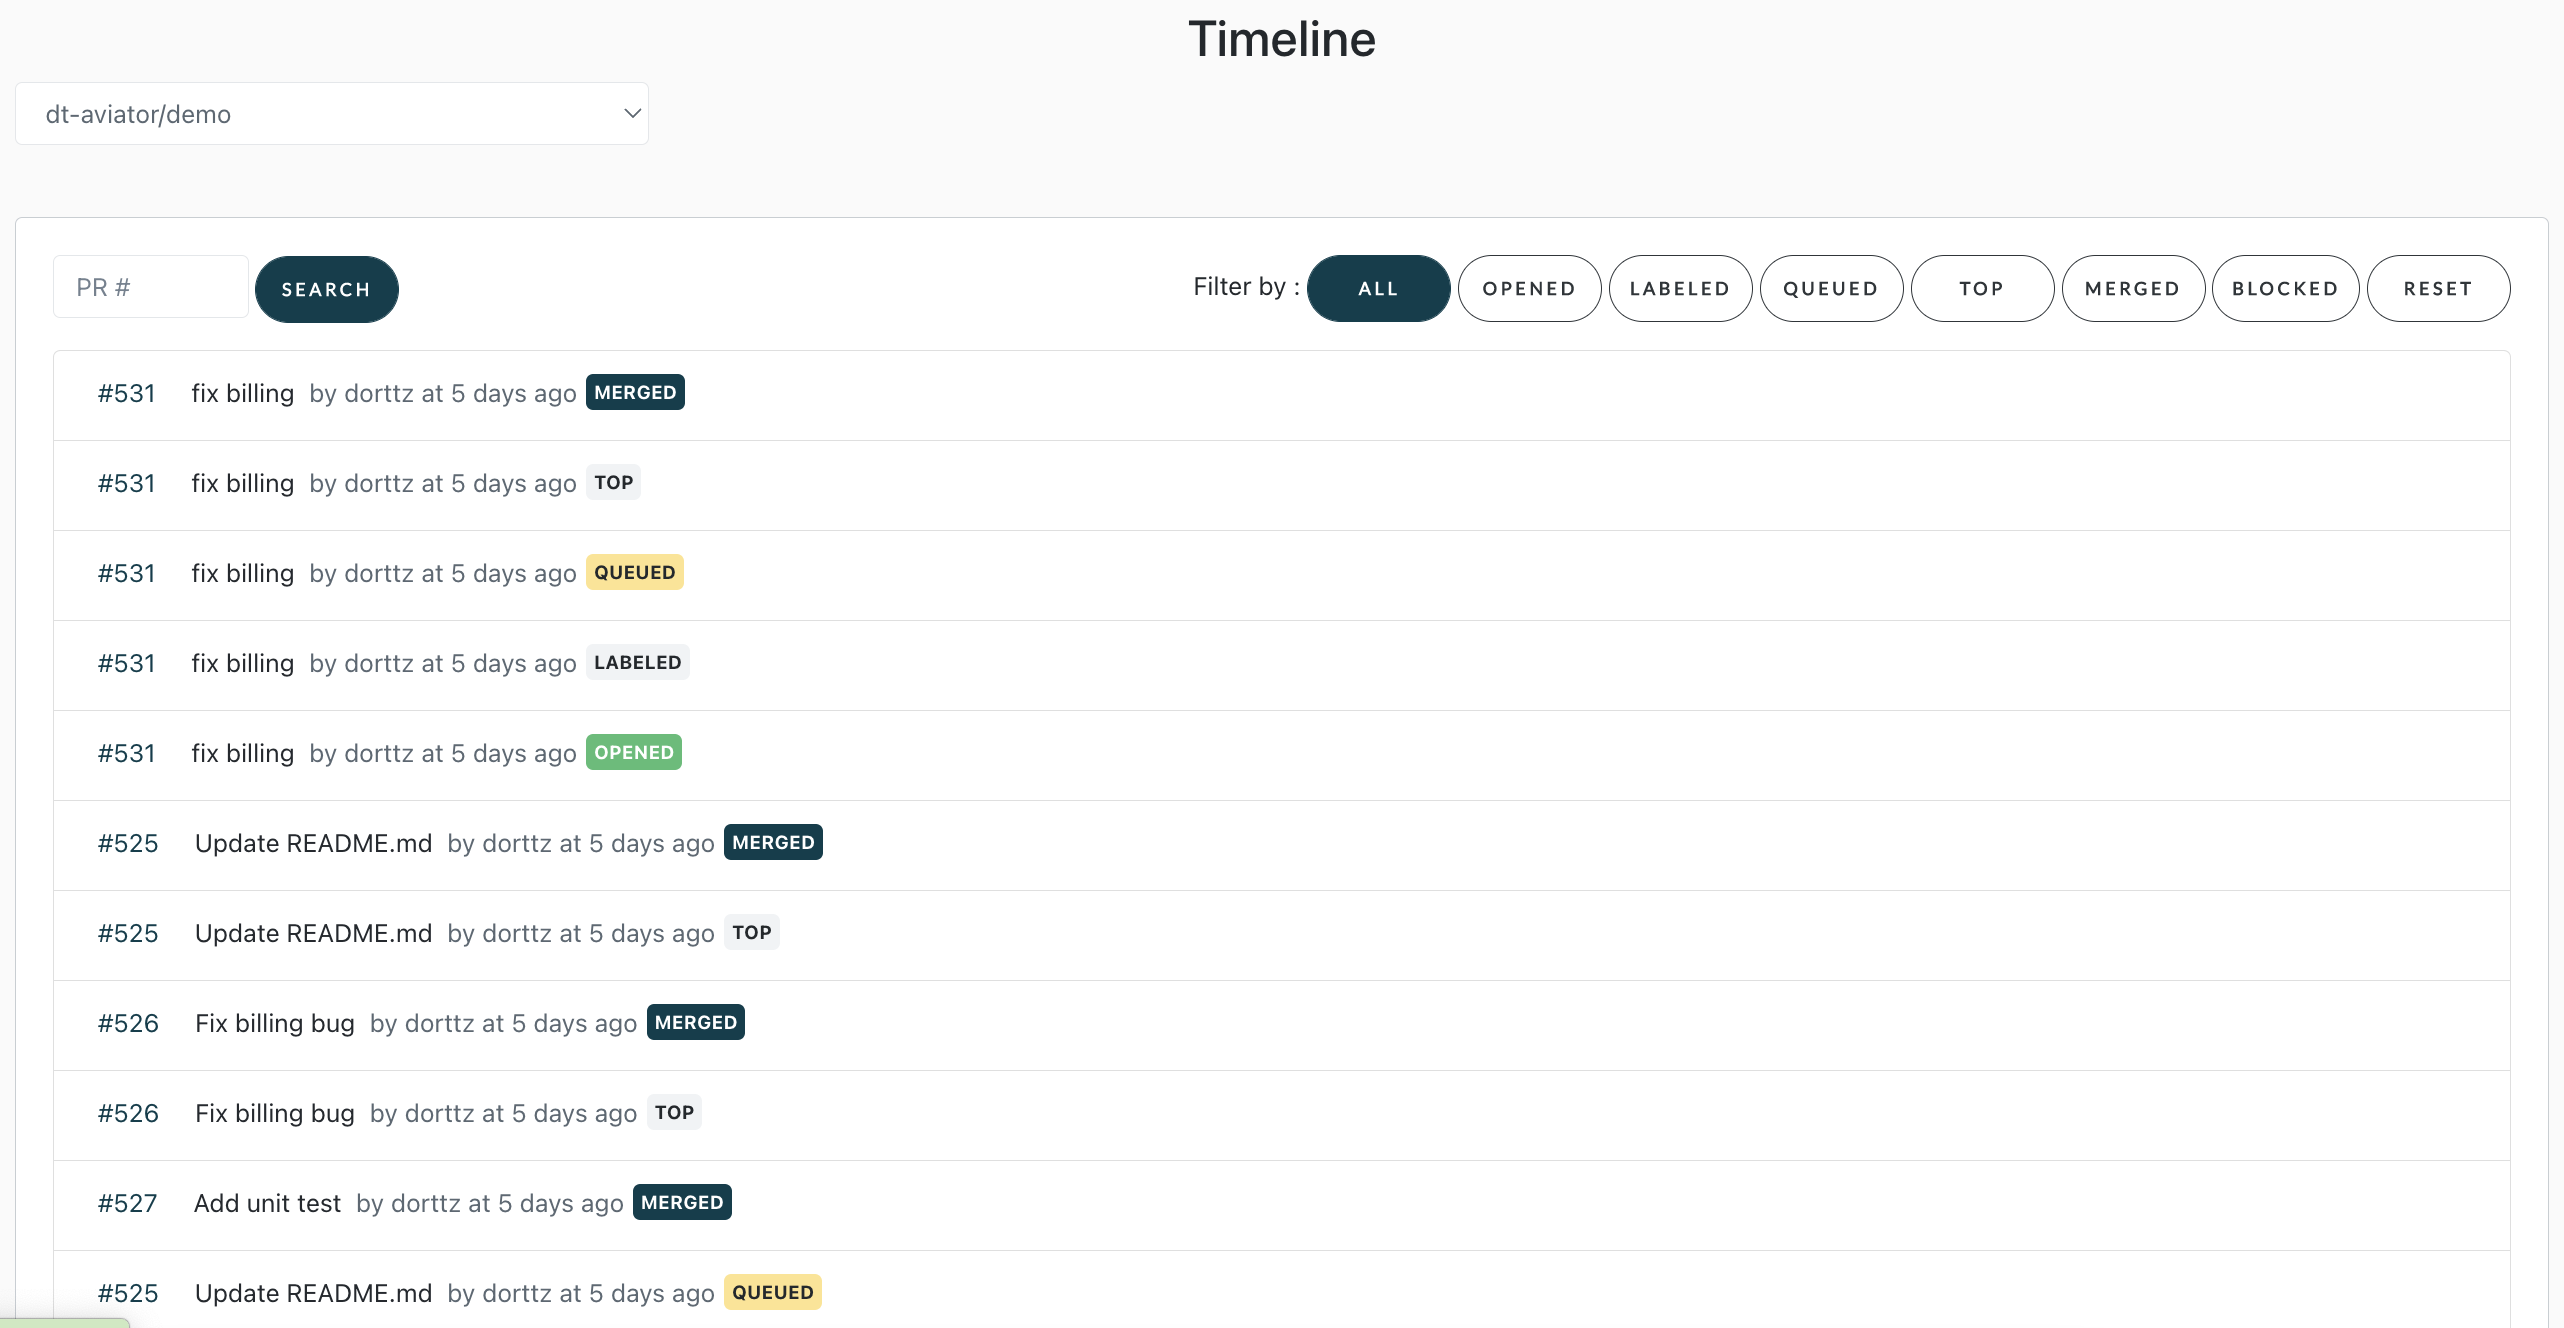 Timeline
dt-aviator/demo
PR # SEARCH Filter by : ALL OPENED LABELED QUEUED TOP MERGED BLOCKED RESET
#531 fix billing by dorttz at 5 days ago MERGED
#531 fix billing by dorttz at 5 days ago TOP
#531 fix billing by dorttz at 5 days ago QUEUED
#531 fix billing by dorttz at 5 days ago LABELED
#531 fix billing by dorttz at 5 days ago OPENED
#525 Update README.md by dorttz at 5 days ago MERGED
#525 Update README.md by dorttz at 5 days ago TOP
#526 Fix billing bug by dorttz at 5 days ago MERGED
#526 Fix billing bug by dorttz at 5 days ago TOP
#527 Add unit test by dorttz at 5 days ago MERGED
#525 Update README.md by dorttz at 5 days ago QUEUED